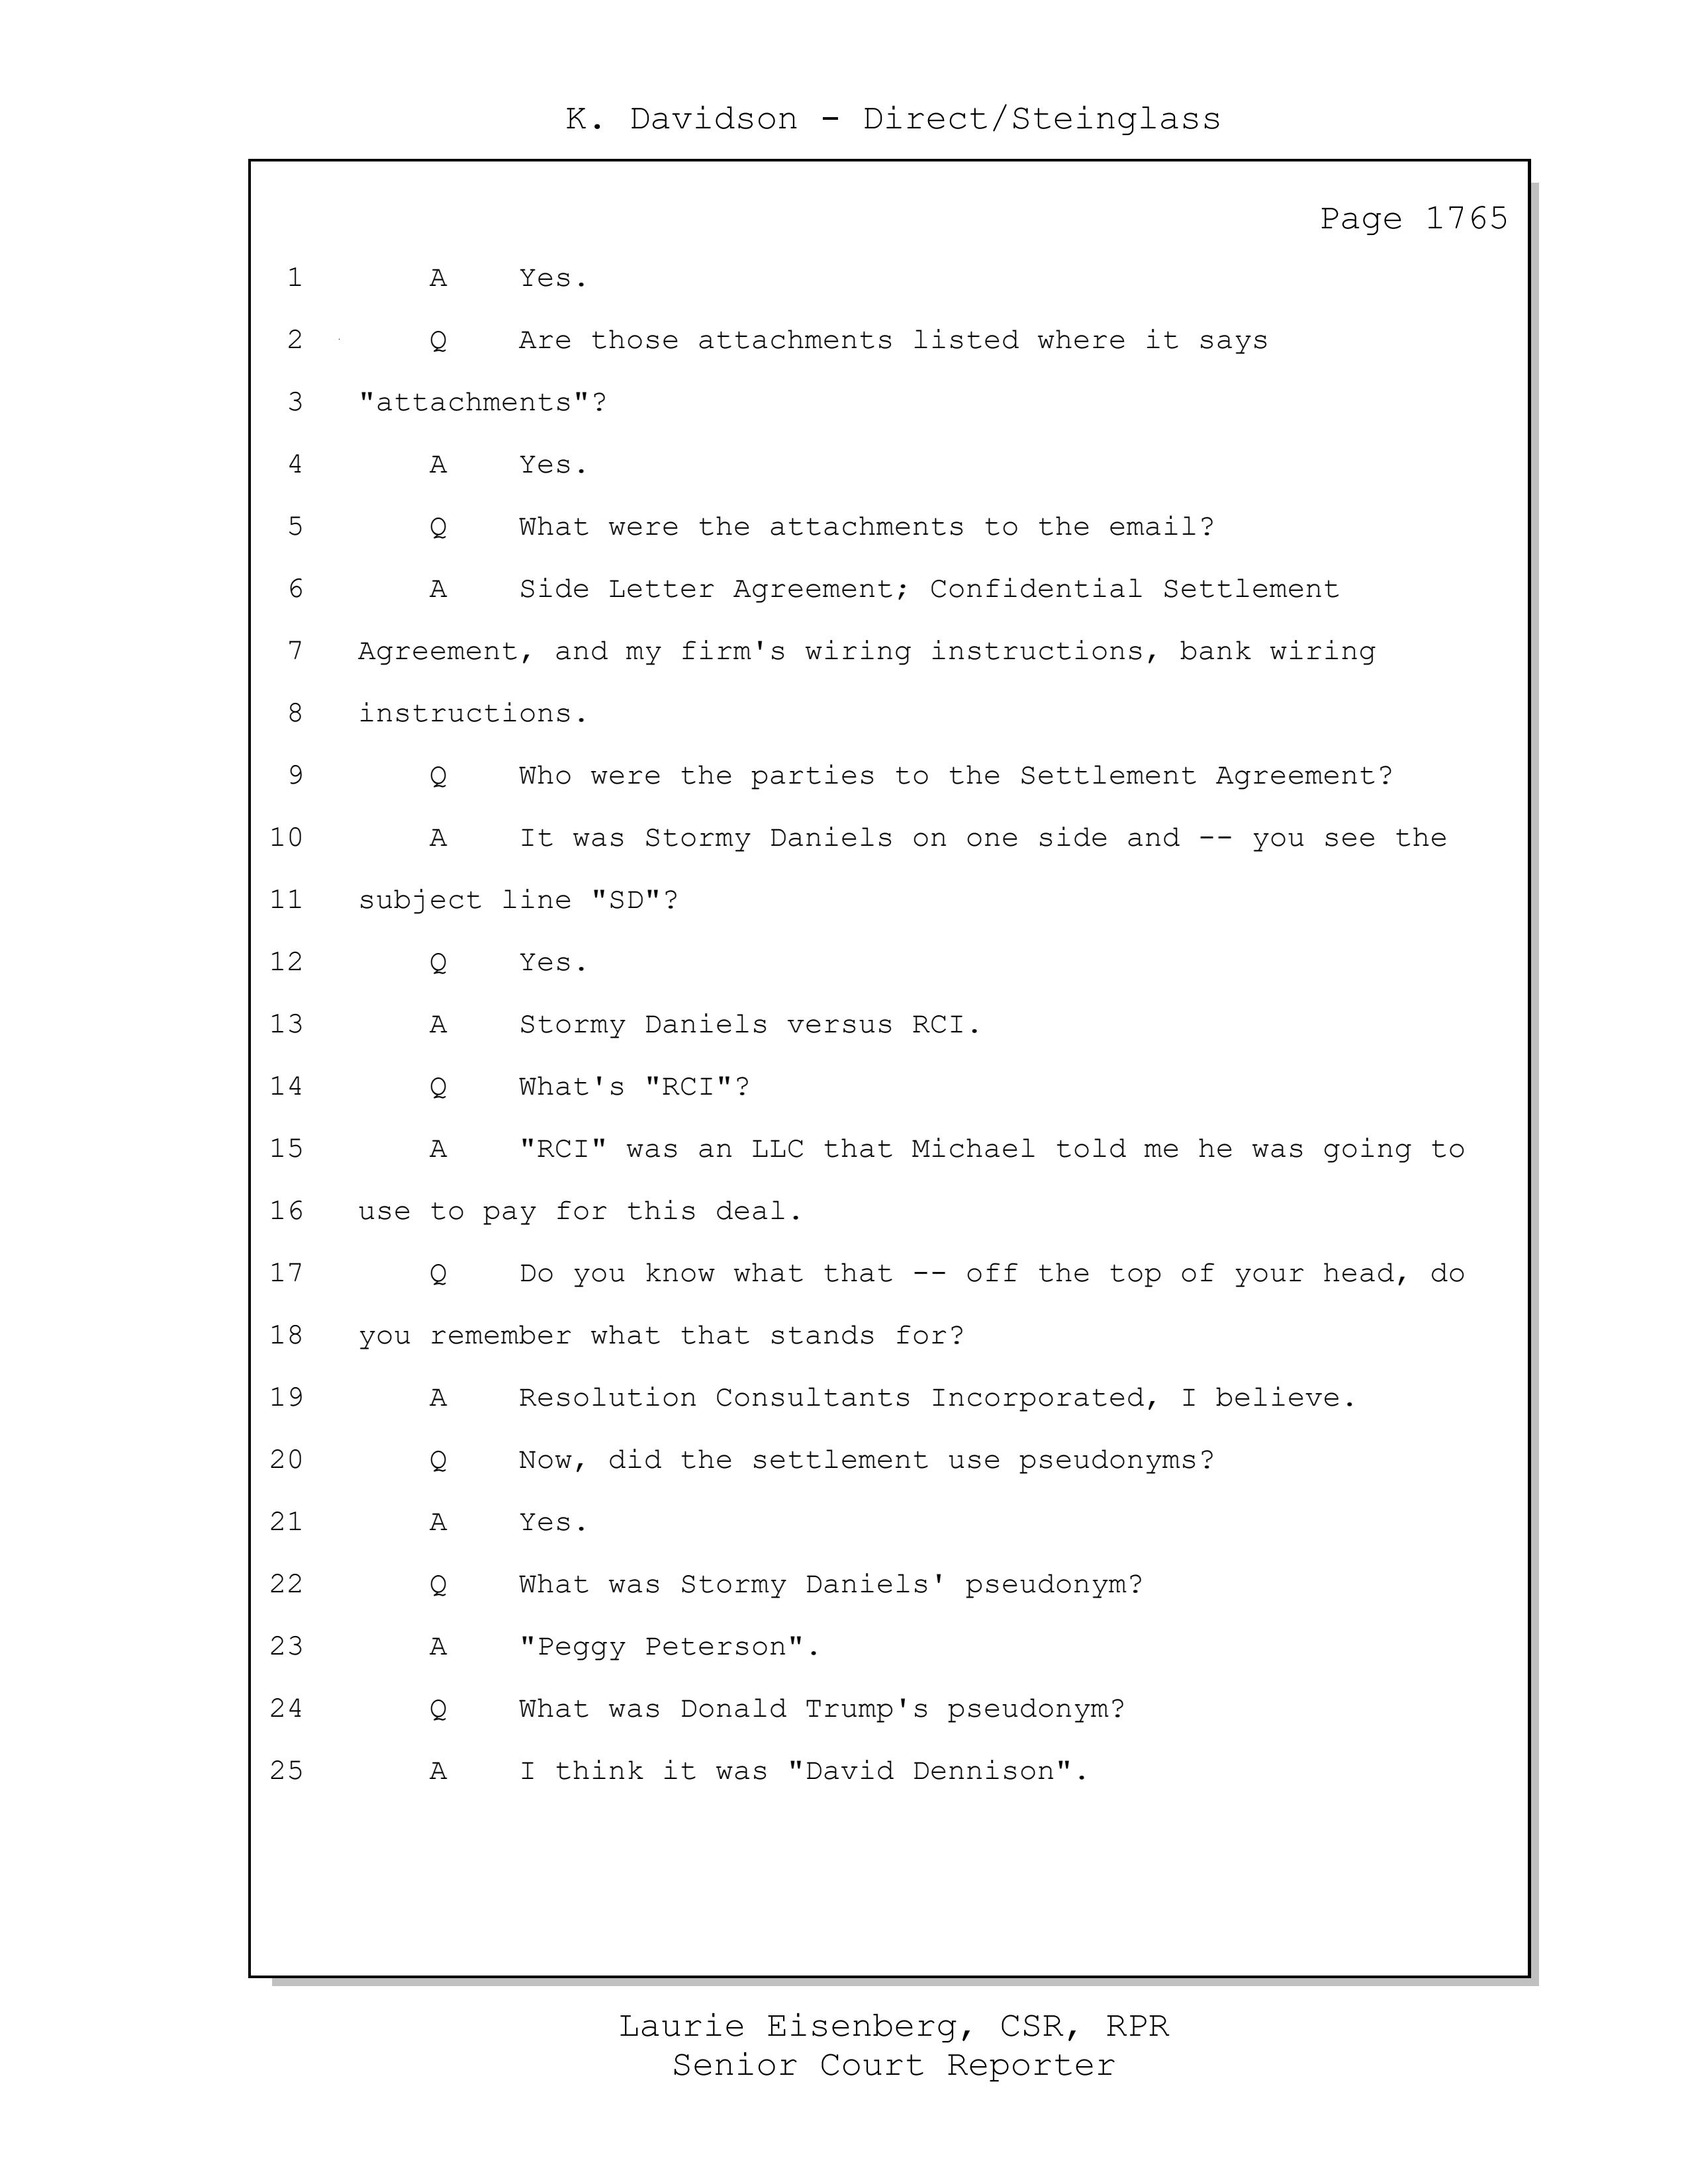 K. Davidson - Direct/Steinglass
Page 1765
1 A Yes.
2 Q Are those attachments listed where it says
3 "attachments"?
4 A Yes.
5 Q What were the attachments to the email?
6 A Side Letter Agreement; Confidential Settlement
7 Agreement, and my firm's wiring instructions, bank wiring
8 instructions.
9 Q Who were the parties to the Settlement Agreement?
10 A It was Stormy Daniels on one side and -- you see the
11 subject line "SD"?
12 Q Yes.
13 A Stormy Daniels versus RCI.
14 Q What's "RCI"?
15 A "RCI" was an LLC that Michael told me he was going to
16 use to pay for this deal.
17 Q Do you know what that -- off the top of your head, do
18 you remember what that stands for?
19 A Resolution Consultants Incorporated, I believe.
20 Q Now, did the settlement use pseudonyms?
21 A Yes.
22 Q What was Stormy Daniels' pseudonym?
23 A "Peggy Peterson".
24 Q What was Donald Trump's pseudonym?
25 A I think it was "David Dennison".
Laurie Eisenberg, CSR, RPR
Senior Court Reporter